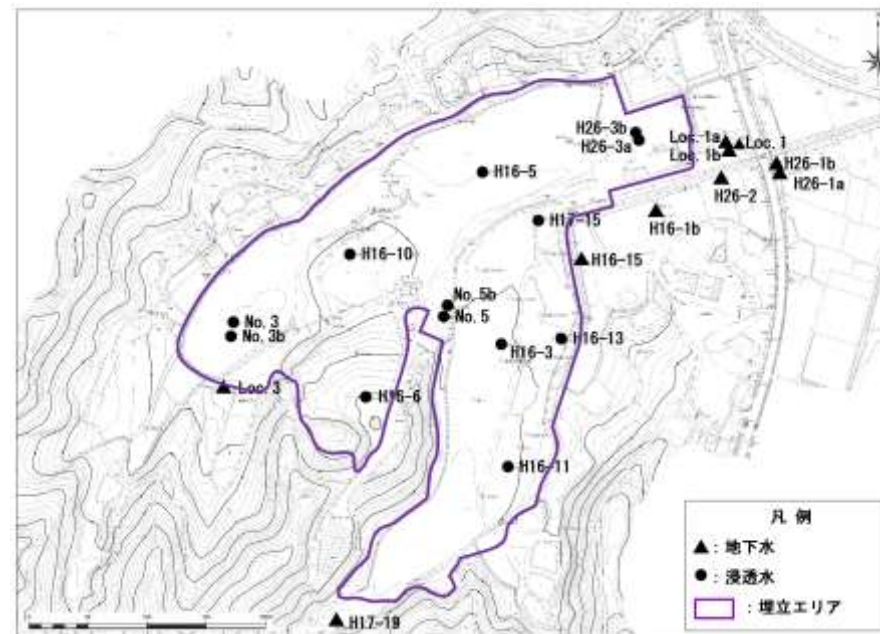 H26-3b
H26-3a
Loc. 1a
Loc. 1
Loc. 1b
H26-1b
H26-1a
H26-2
H16-5
H16-1b
H17-15
H16-10
H16-15
No. 5b
No. 5
No. 3
No. 3b
H16-13
H16-3
Loc. 3
H16-6
H16-11
H17-19
凡 例
▲ : 地下水
● : 浸透水
: 埋立エリア